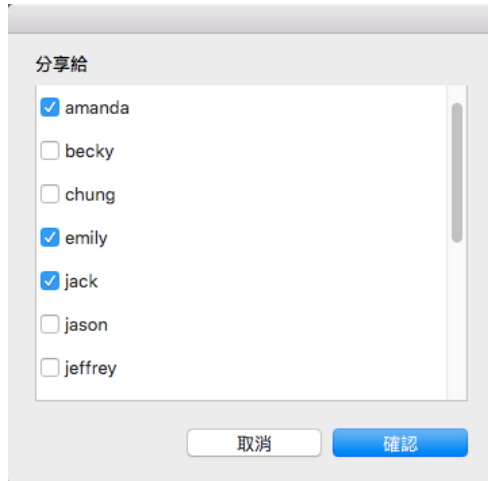 分享給
amanda
becky
chung
emily
jack
jason
jeffrey
取消
確認